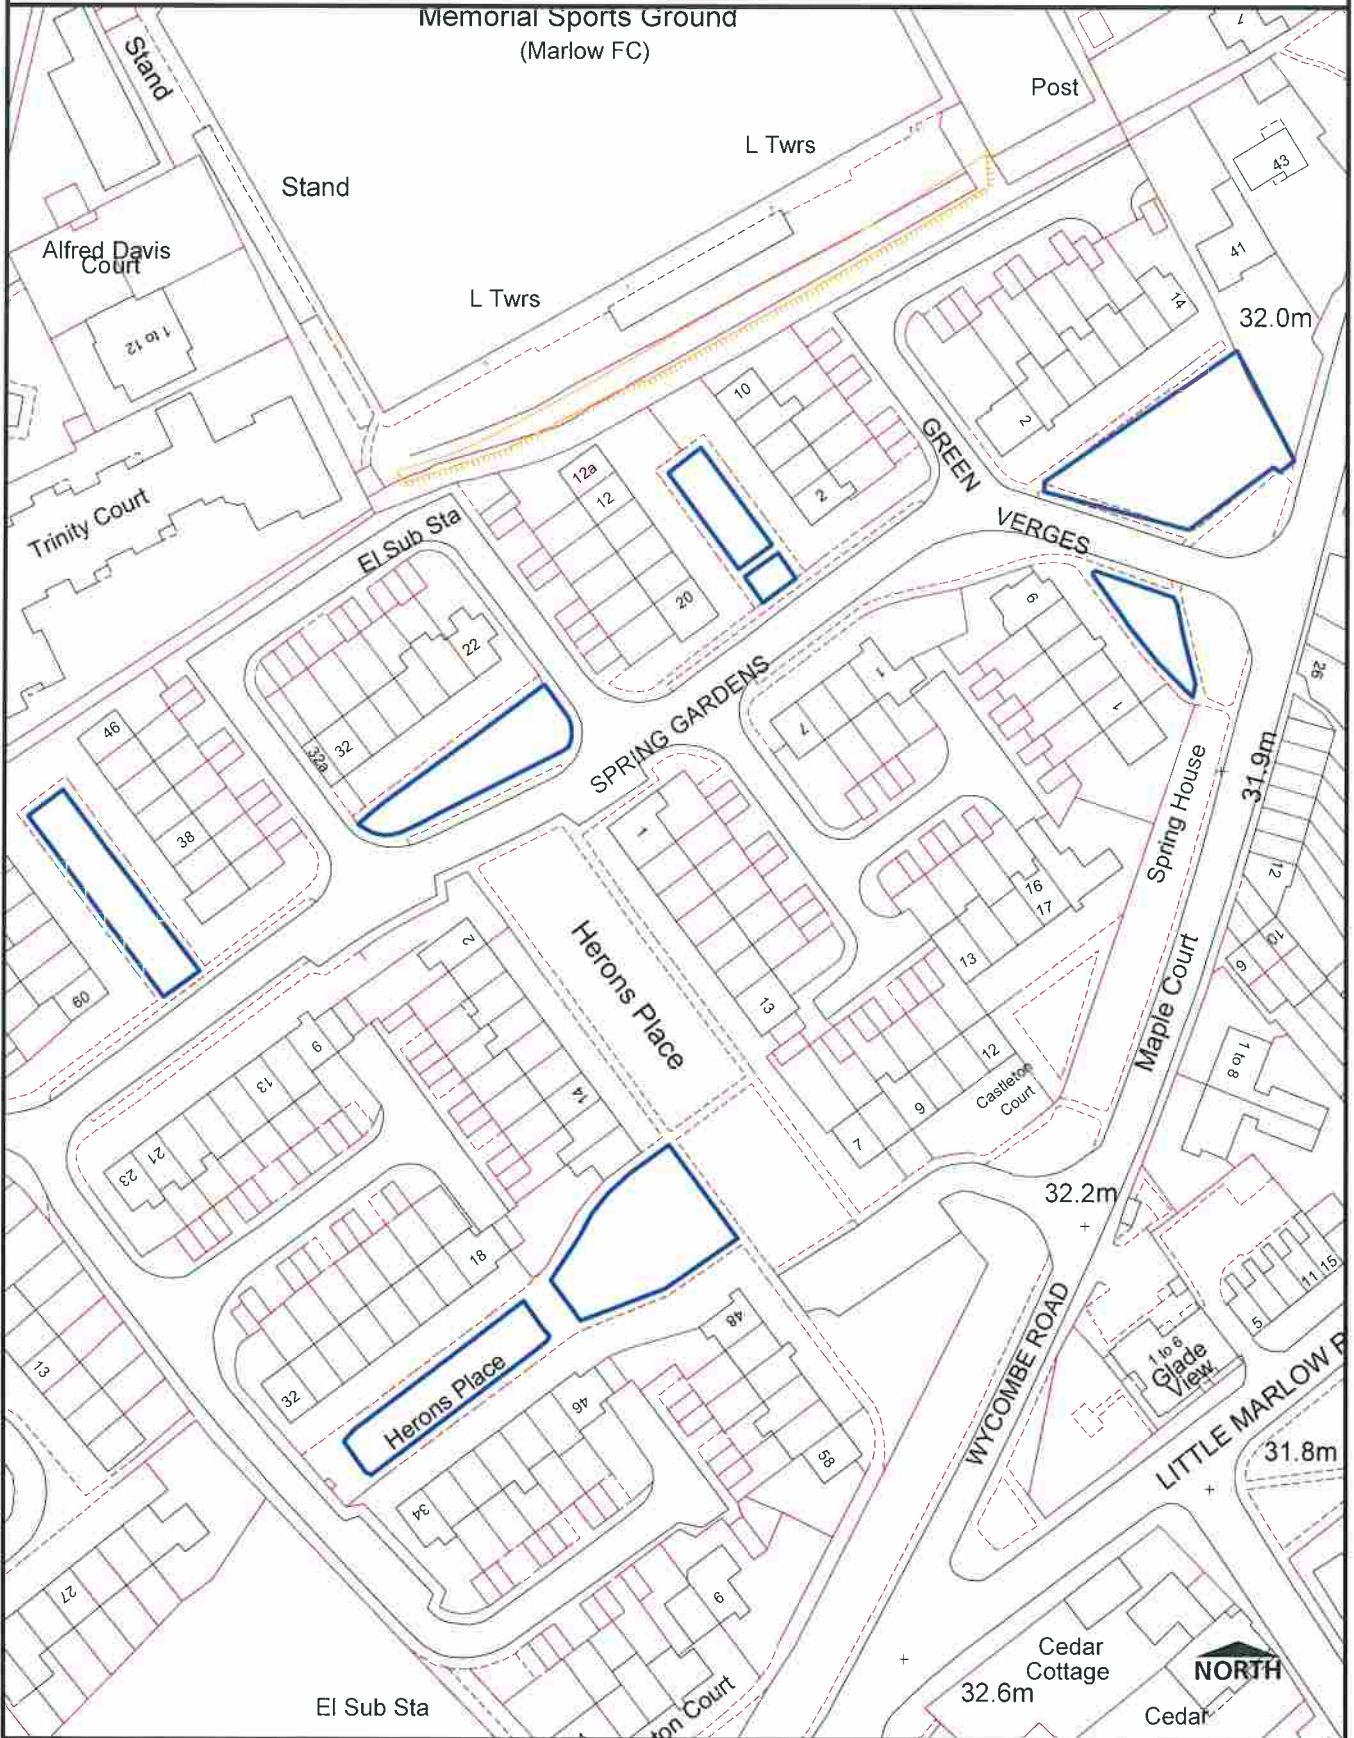 Memorial Sports Ground
(Marlow FC)
Stand
Post
1
L Twrs
Stand
43
Alfred Davis
Court
41
14
L Twrs
32.0m
1 to 12
10
2
GREEN
12a
12
2
Trinity Court
El Sub Sta
VERGES
20
6
22
SPRING GARDENS
1
26
7
1
46
32
32a
31.9m
Spring House
38
1
12
16
17
2
Herons Place
10
9
13
60
13
Maple Court
9
12
1 to 8
13
14
Castleton
Court
9
21
7
23
32.2m
18
15
11
48
5
WYCOMBE ROAD
1 to 6
Glade
View
13
32
Herons Place
46
LITTLE MARLOW R
58
31.8m
34
27
9
Cedar
Cottage
NORTH
32.6m
El Sub Sta
ton Court
Cedar